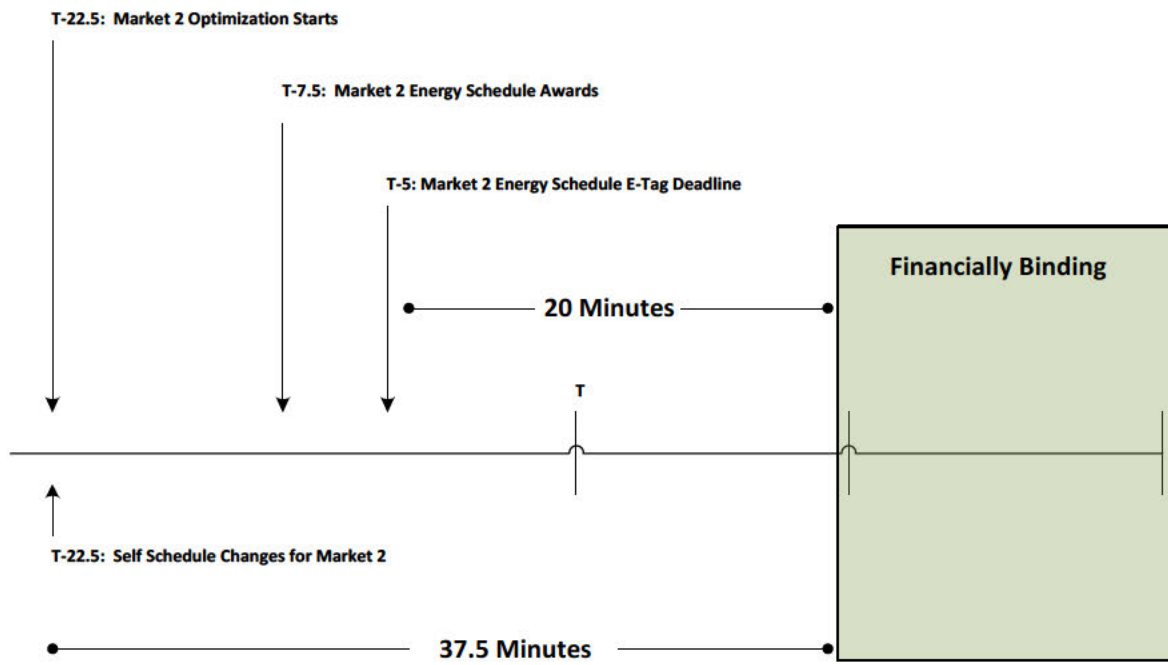 T-22.5: Market 2 Optimization Starts
T-7.5: Market 2 Energy Schedule Awards
T-5: Market 2 Energy Schedule E-Tag Deadline
Financially Binding
20 Minutes
T
T-22.5: Self Schedule Changes for Market 2
37.5 Minutes